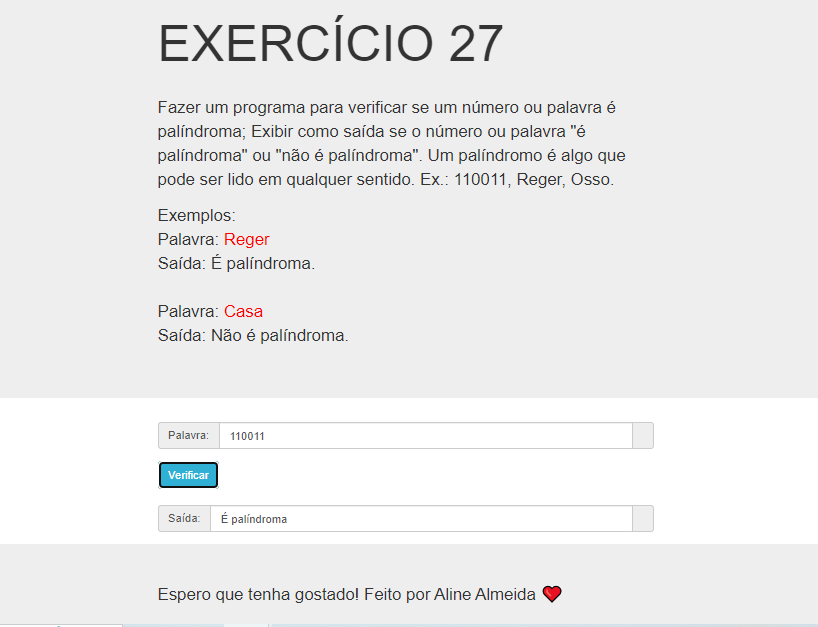 EXERCÍCIO 27
Fazer um programa para verificar se um número ou palavra é
palíndroma; Exibir como saída se o número ou palavra "é
palíndroma" ou "não é palíndroma". Um palíndromo é algo que
pode ser lido em qualquer sentido. Ex.: 110011, Reger, Osso.
Exemplos:
Palavra: Reger
Saída: É palíndroma.
Palavra: Casa
Saída: Não é palíndroma.
Palavra: 110011
Verificar
Saída: É palíndroma
Espero que tenha gostado! Feito por Aline Almeida ❤